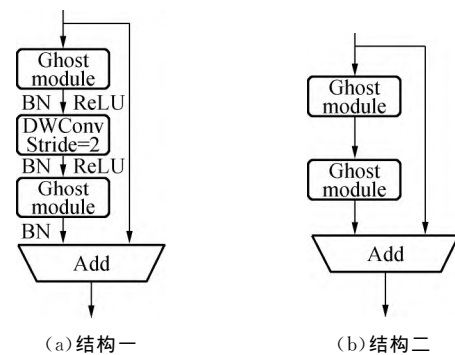 Ghost
module
BN ReLU
DWConv
Stride=2
BN ReLU
Ghost
module
BN
Add
(a)结构一
Ghost
module
Ghost
module
Add
(b)结构二